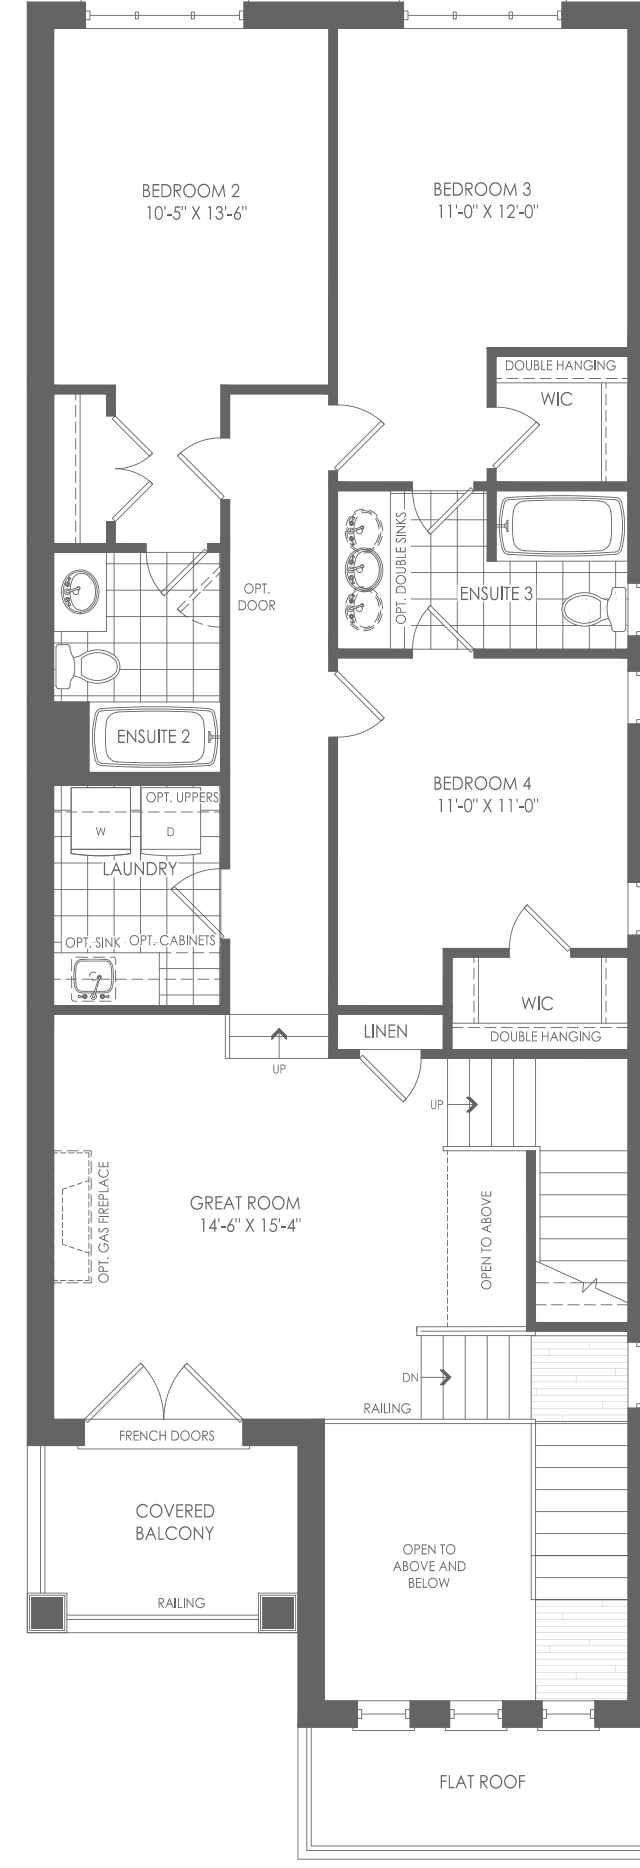 BEDROOM 2
10'-5" X 13'-6"
BEDROOM 3
11'-0" X 12'-0"
DOUBLE HANGING
WIC
OPT. DOUBLE SINKS
ENSUITE 3
OPT.
DOOR
ENSUITE 2
BEDROOM 4
11'-0" X 11'-0"
OPT. UPPERS
W
D
LAUNDRY
OPT. SINK
OPT. CABINETS
WIC
DOUBLE HANGING
LINEN
UP
UP
OPT. GAS FIREPLACE
GREAT ROOM
14'-6" X 15'-4"
OPEN TO ABOVE
DN
RAILING
FRENCH DOORS
COVERED
BALCONY
OPEN TO
ABOVE AND
BELOW
RAILING
FLAT ROOF